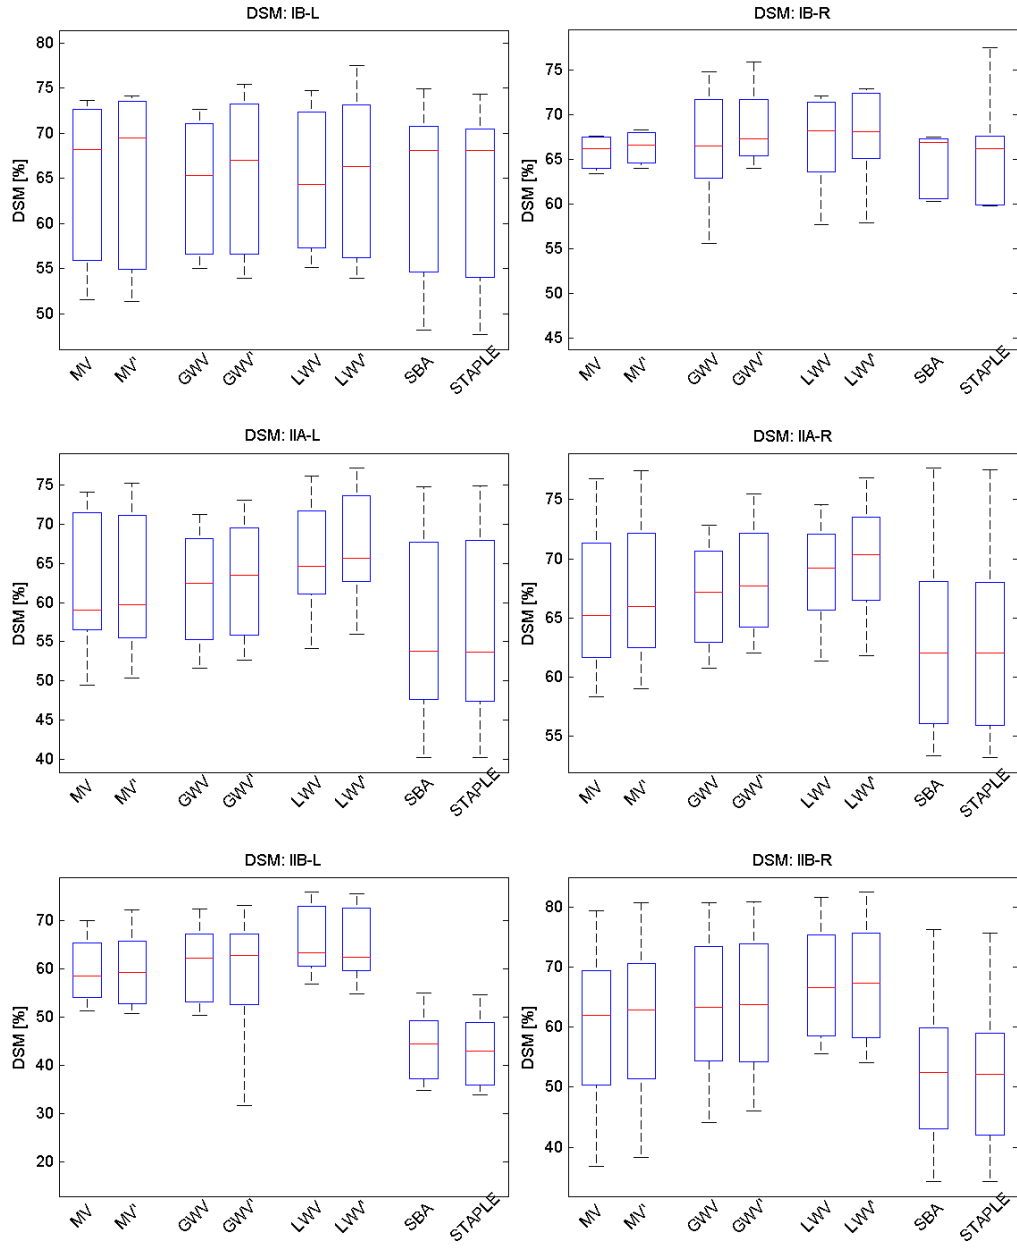 DSM: IB-L
DSM [%]
80
75
70
65
60
55
50
MV MV' GWV GWV' LWV LWV' SBA STAPLE
DSM: IB-R
DSM [%]
75
70
65
60
55
50
45
MV MV' GWV GWV' LWV LWV' SBA STAPLE
DSM: IIA-L
DSM [%]
75
70
65
60
55
50
45
40
MV MV' GWV GWV' LWV LWV' SBA STAPLE
DSM: IIA-R
DSM [%]
75
70
65
60
55
MV MV' GWV GWV' LWV LWV' SBA STAPLE
DSM: IIB-L
DSM [%]
70
60
50
40
30
20
MV MV' GWV GWV' LWV LWV' SBA STAPLE
DSM: IIB-R
DSM [%]
80
70
60
50
40
MV MV' GWV GWV' LWV LWV' SBA STAPLE